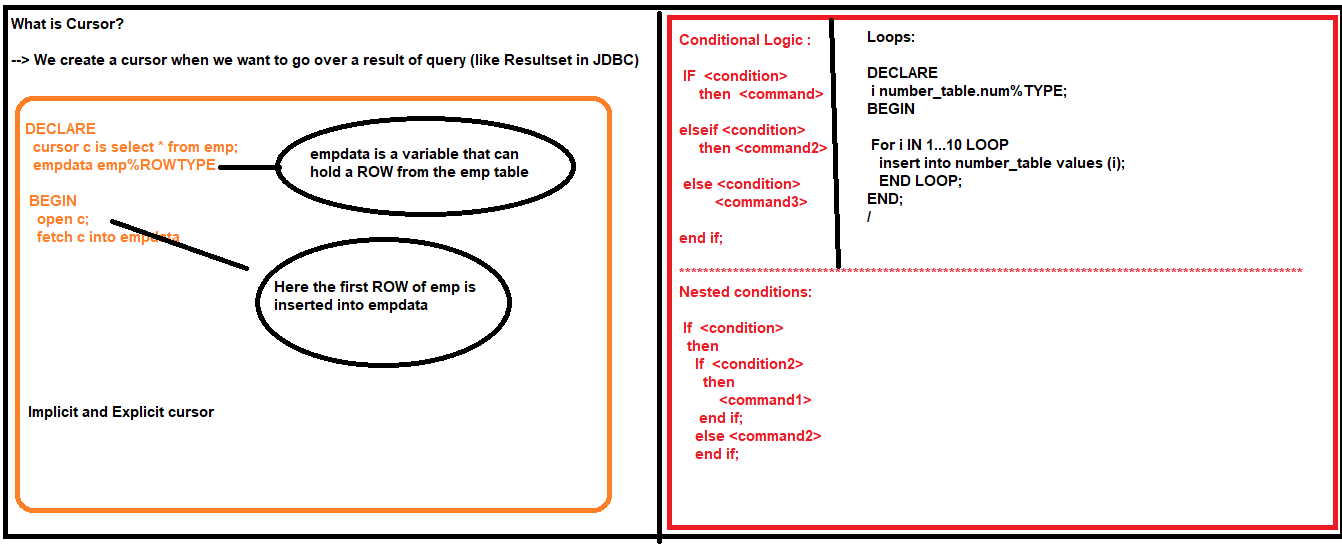 What is Cursor?
--> We create a cursor when we want to go over a result of query (like Resultset in JDBC)
DECLARE
cursor c is select * from emp;
empdata emp%ROWTYPE
empdata is a variable that can
hold a ROW from the emp table
BEGIN
open c;
fetch c into empdata
Here the first ROW of emp is
inserted into empdata
Implicit and Explicit cursor
Conditional Logic :
IF <condition>
then <command>
elseif <condition>
then <command2>
else <condition>
<command3>
end if;
Loops:
DECLARE
i number_table.num%TYPE;
BEGIN
For i IN 1...10 LOOP
insert into number_table values (i);
END LOOP;
END;
/
********************************************************************************************************
Nested conditions:
If <condition>
then
If <condition2>
then
<command1>
end if;
else <command2>
end if;